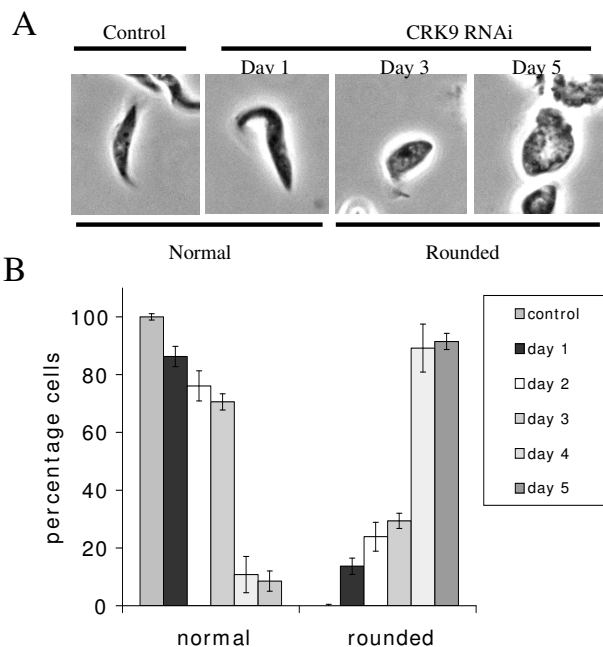 A
Control
CRK9 RNAi
Day 1
Day 3
Day 5
Normal
Rounded
B
percentage cells
100
80
60
40
20
0
normal
rounded
control
day 1
day 2
day 3
day 4
day 5